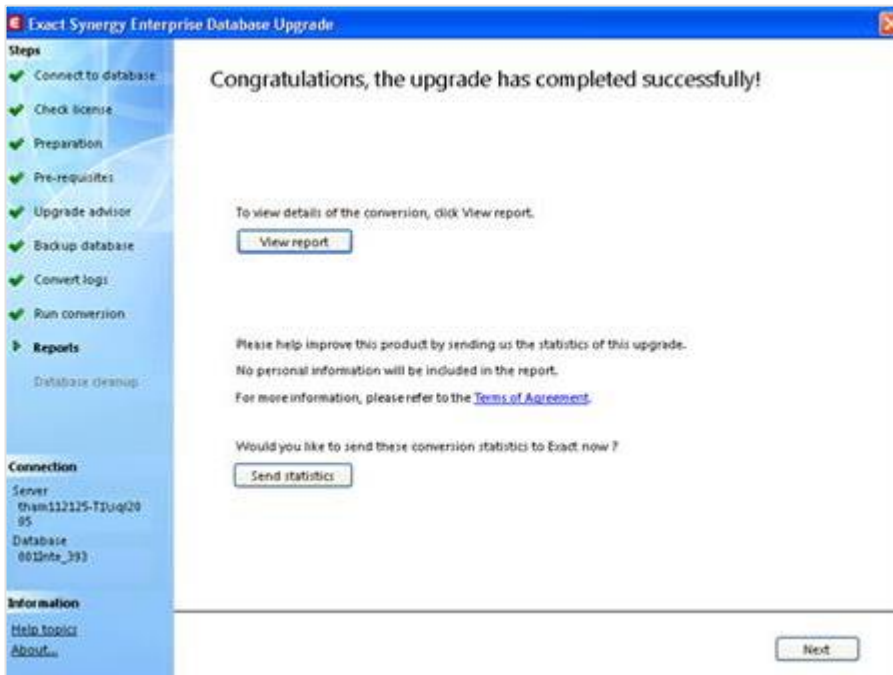 Exact Synergy Enterprise Database Upgrade
Steps
Connect to database
Check license
Preparation
Pre-requisites
Upgrade advisor
Backup database
Convert logs
Run conversion
Reports
Database cleanup
Connection
Server
Database
Information
Help topics
About...
Congratulations, the upgrade has completed successfully!
To view details of the conversion, click View report.
View report
Please help improve this product by sending us the statistics of this upgrade.
No personal information will be included in the report.
For more information, please refer to the Terms of Agreement.
Would you like to send these conversion statistics to Exact now ?
Send statistics
Next